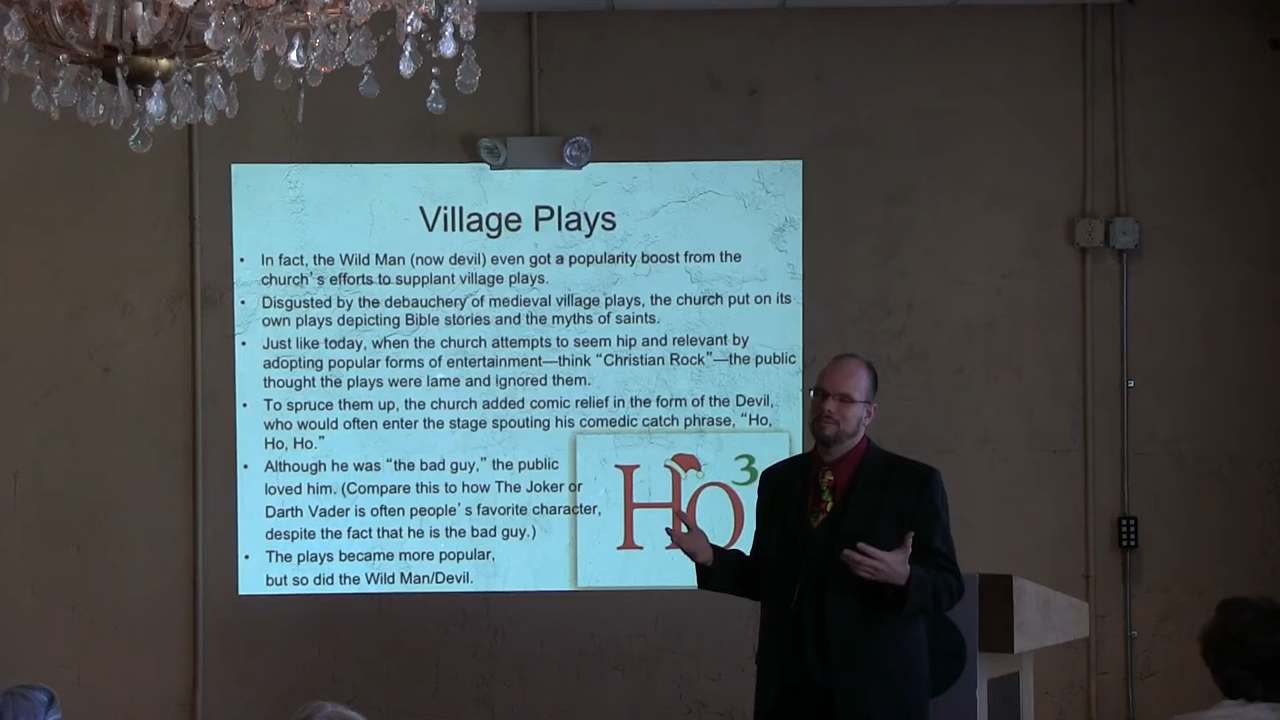 Village Plays
• In fact, the Wild Man (now devil) even got a popularity boost from the
church's efforts to supplant village plays.
• Disgusted by the debauchery of medieval village plays, the church put on its
own plays depicting Bible stories and the myths of saints.
• Just like today, when the church attempts to seem hip and relevant by
adopting popular forms of entertainment—think “Christian Rock”—the public
thought the plays were lame and ignored them.
• To spruce them up, the church added comic relief in the form of the Devil,
who would often enter the stage spouting his comedic catch phrase, “Ho,
Ho, Ho.”
• Although he was “the bad guy,” the public
loved him. (Compare this to how The Joker or
Darth Vader is often people's favorite character,
despite the fact that he is the bad guy.)
• The plays became more popular,
but so did the Wild Man/Devil.
Ho3